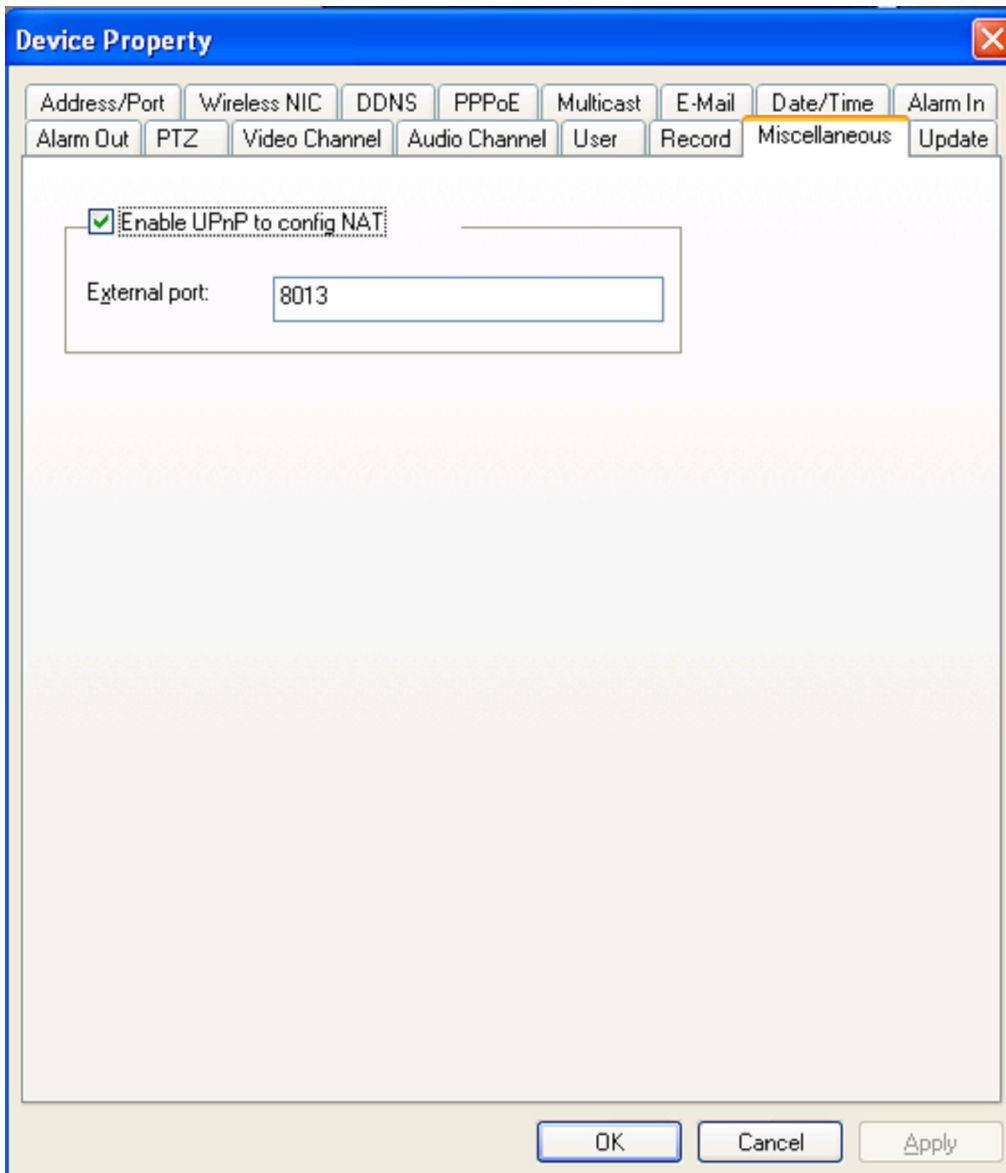 Device Property
Address/Port Wireless NIC DDNS PPPoE Multicast E-Mail Date/Time Alarm In
Alarm Out PTZ Video Channel Audio Channel User Record Miscellaneous Update
Enable UPnP to config NAT
External port: 8013
OK Cancel Apply